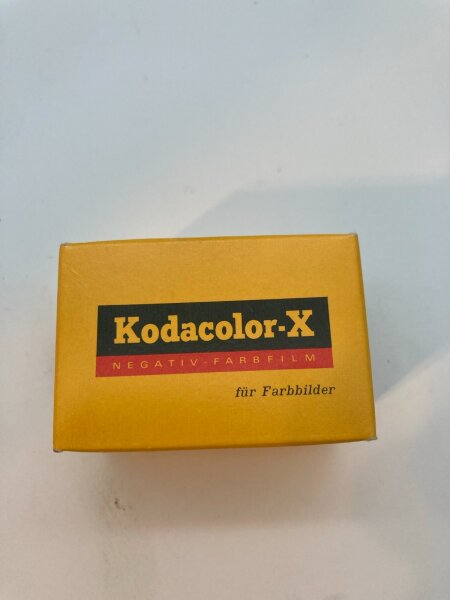 Kodacolor-X
NEGATIV-FARBFILM
für Farbbilder